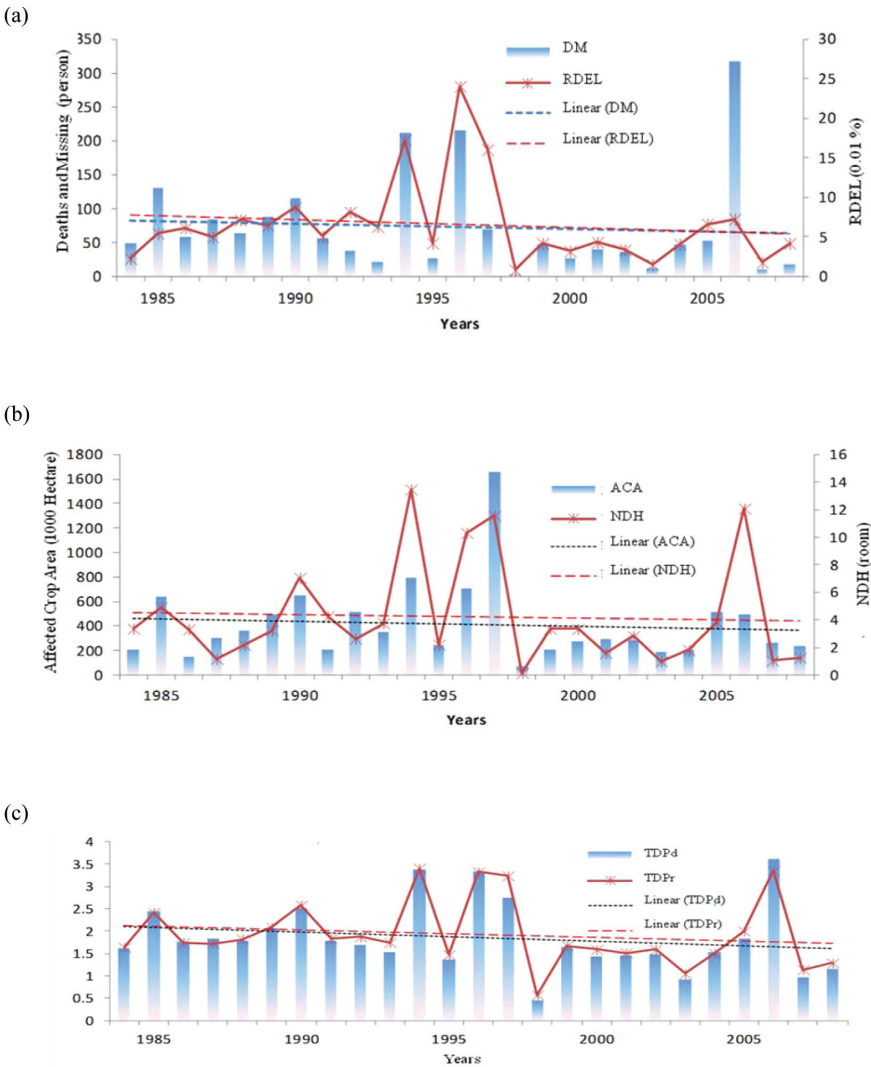 (a)
350
300
250
200
150
100
50
0
Deaths and Missing (person)
DM
RDEL
Linear (DM)
Linear (RDEL)
30
25
20
15
10
5
0
RDEL(0.01 %)
1985 1990 1995 2000 2005
Years
(b)
1800
1600
1400
1200
1000
800
600
400
200
0
Affected Crop Area (1000 Hectare)
: ACA
: NDH
: Linear (ACA)
: Linear (NDH)
16
14
12
10
8
6
4
2
0
NDH (room)
1985 1990 1995 2000 2005
Years
(c)
4
3.5
3
2.5
2
1.5
1
0.5
0
TDPd
TDPr
Linear (TDPd)
Linear (TDPr)
1985 1990 1995 2000 2005
Years